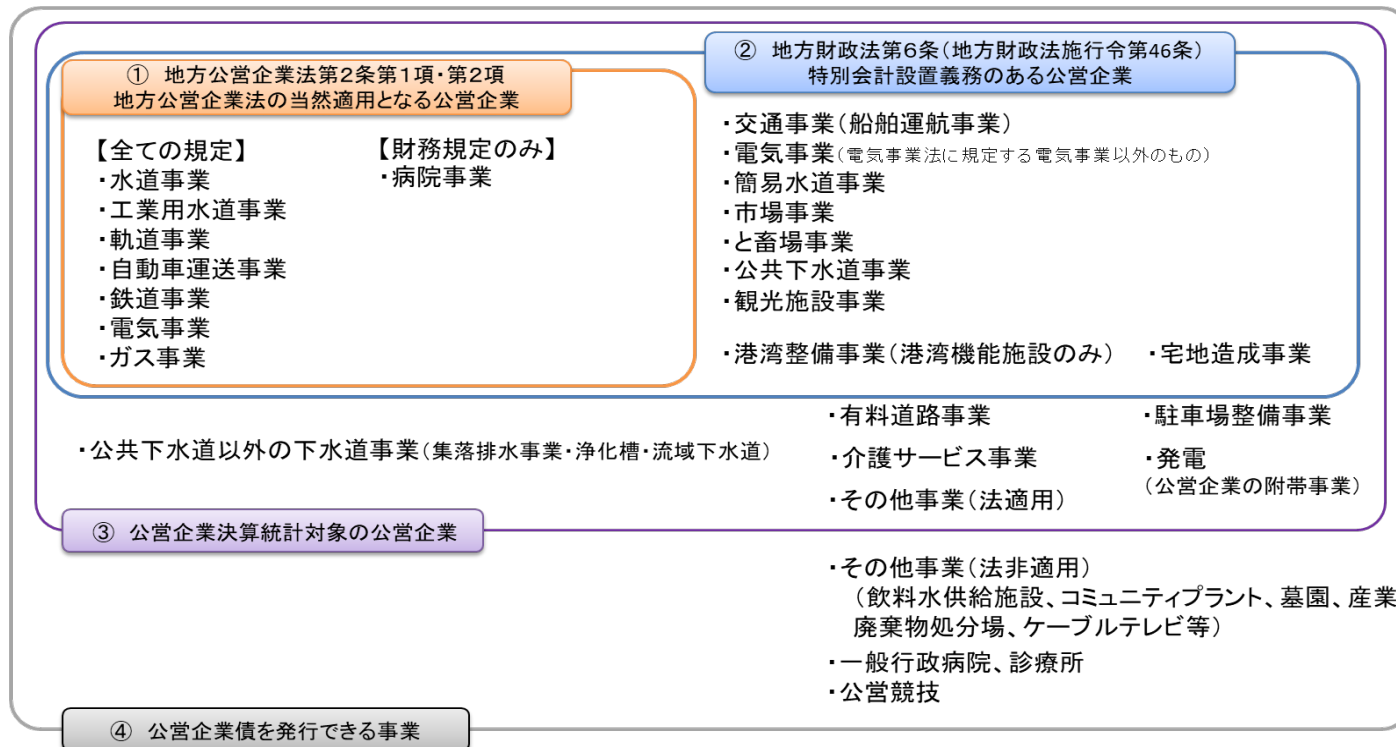 ① 地方公営企業法第2条第1項・第2項
地方公営企業法の当然適用となる公営企業
【全ての規定】
・水道事業
・工業用水道事業
・軌道事業
・自動車運送事業
・鉄道事業
・電気事業
・ガス事業
【財務規定のみ】
・病院事業
② 地方財政法第6条(地方財政法施行令第46条)
特別会計設置義務のある公営企業
・交通事業(船舶運航事業)
・電気事業(電気事業法に規定する電気事業以外のもの)
・簡易水道事業
・市場事業
・と畜場事業
・公共下水道事業
・観光施設事業
・港湾整備事業(港湾機能施設のみ) ・宅地造成事業
・公共下水道以外の下水道事業(集落排水事業・浄化槽・流域下水道)
・有料道路事業
・介護サービス事業
・その他事業(法適用)
・駐車場整備事業
・発電
(公営企業の附帯事業)
③ 公営企業決算統計対象の公営企業
・その他事業(法非適用)
(飲料水供給施設、コミュニティプラント、墓園、産業
廃棄物処分場、ケーブルテレビ等)
・一般行政病院、診療所
・公営競技
④ 公営企業債を発行できる事業